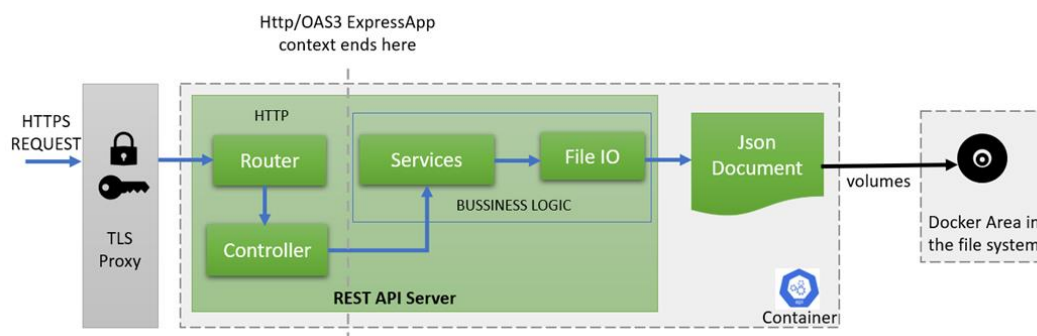 Http/OAS3 ExpressApp
context ends here
HTTPS
REQUEST
TLS
Proxy
HTTP
Router
Controller
Services
File IO
BUSSINESS LOGIC
REST API Server
Json
Document
Container
volumes
Docker Area in
the file system